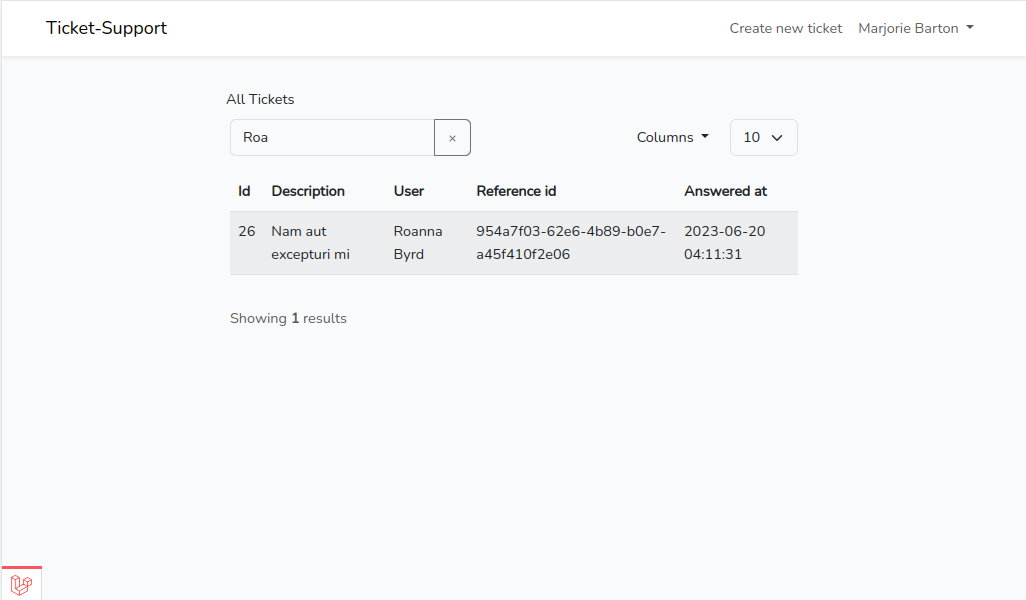 Ticket-Support
Create new ticket Marjorie Barton
All Tickets
Roa × Columns 10
Id Description User Reference id Answered at
26 Nam aut Roanna 954a7f03-62e6-4b89-b0e7- 2023-06-20
excepturi mi Byrd a45f410f2e06 04:11:31
Showing 1 results